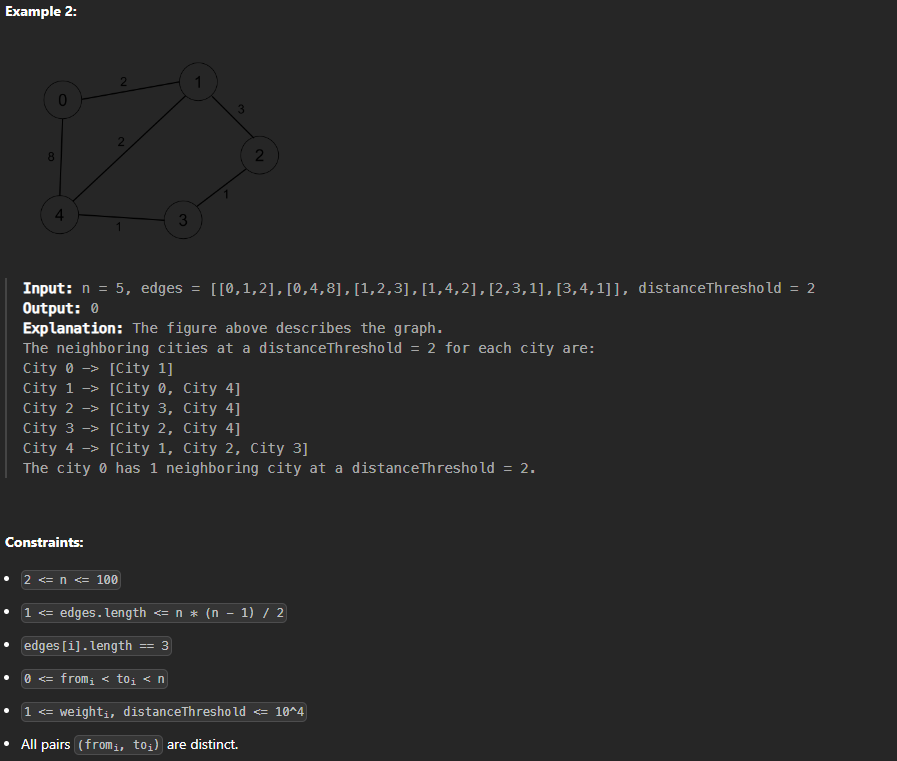 Example 2:
2
1
0
3
2
8
2
1
4
3
1
Input: n = 5, edges = [[0,1,2],[0,4,8],[1,2,3],[1,4,2],[2,3,1],[3,4,1]], distanceThreshold = 2
Output: 0
Explanation: The figure above describes the graph.
The neighboring cities at a distanceThreshold = 2 for each city are:
City 0 -> [City 1]
City 1 -> [City 0, City 4]
City 2 -> [City 3, City 4]
City 3 -> [City 2, City 4]
City 4 -> [City 1, City 2, City 3]
The city 0 has 1 neighboring city at a distanceThreshold = 2.
Constraints:
• 2 <= n <= 100
• 1 <= edges.length <= n * (n - 1) / 2
• edges[i].length == 3
• 0 <= fromᵢ < toᵢ < n
• 1 <= weightᵢ, distanceThreshold <= 10^4
• All pairs (fromᵢ, toᵢ) are distinct.